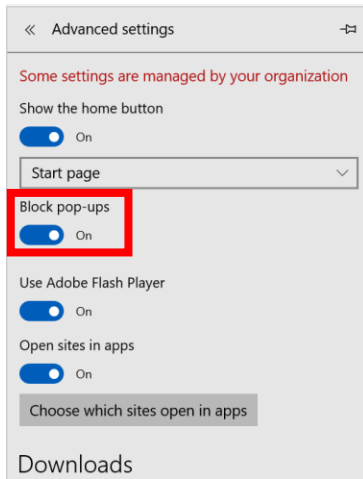 « Advanced settings
Some settings are managed by your organization
Show the home button
On
Start page
Block pop-ups
On
Use Adobe Flash Player
On
Open sites in apps
On
Choose which sites open in apps
Downloads